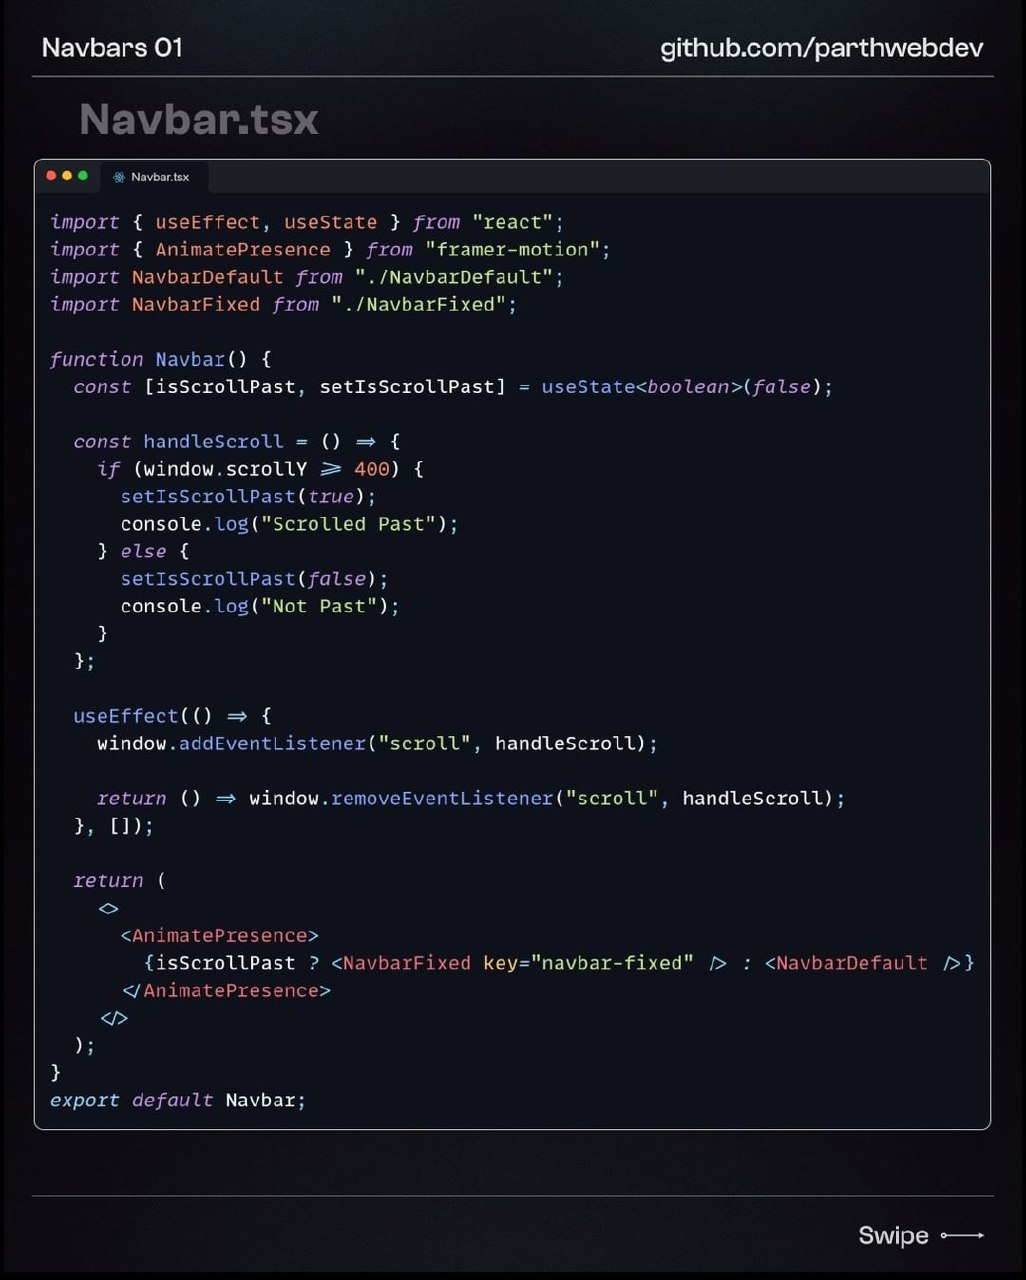 Navbars 01
github.com/parthwebdev
Navbar.tsx
Navbar.tsx
import { useEffect, useState } from "react";
import { AnimatePresence } from "framer-motion";
import NavbarDefault from "./NavbarDefault";
import NavbarFixed from "./NavbarFixed";

function Navbar() {
  const [isScrollPast, setIsScrollPast] = useState<boolean>(false);

  const handleScroll = () => {
    if (window.scrollY >= 400) {
      setIsScrollPast(true);
      console.log("Scrolled Past");
    } else {
      setIsScrollPast(false);
      console.log("Not Past");
    }
  };

  useEffect(() => {
    window.addEventListener("scroll", handleScroll);

    return () => window.removeEventListener("scroll", handleScroll);
  }, []);

  return (
    <>
      <AnimatePresence>
        {isScrollPast ? <NavbarFixed key="navbar-fixed" /> : <NavbarDefault />}
      </AnimatePresence>
    </>
  );
}
export default Navbar;
Swipe